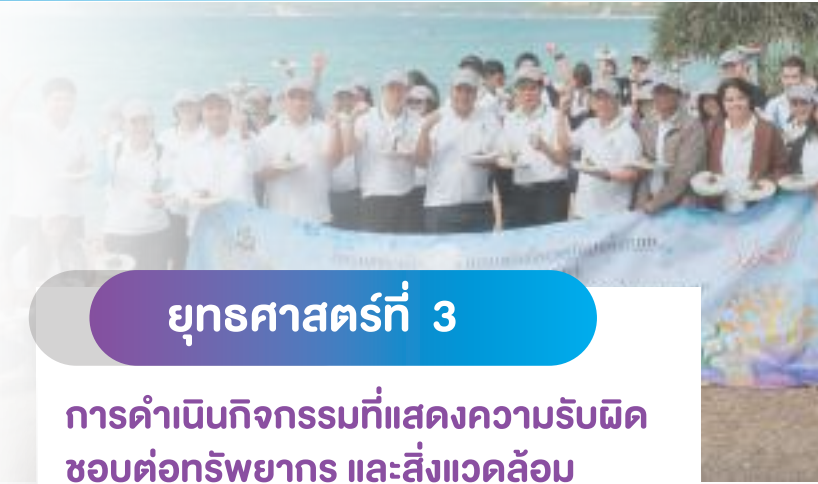 ยุทธศาสตร์ที่ 3
การดำเนินกิจกรรมที่แสดงความรับผิด
ชอบต่อทรัพยากร และสิ่งแวดล้อม